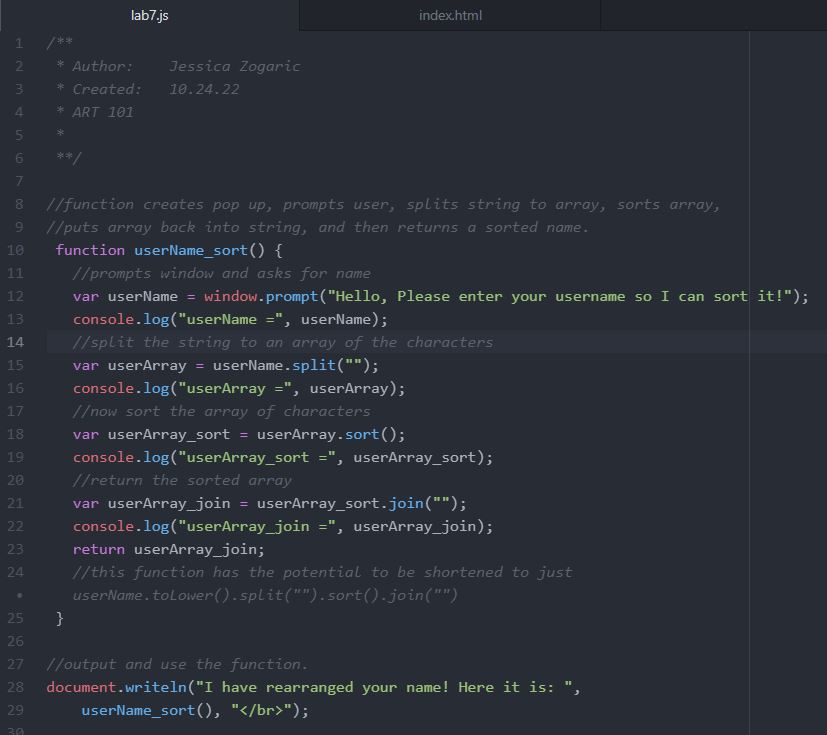 lab7.js index.html
1 /**
2 * Author: Jessica Zogaric
3 * Created: 10.24.22
4 * ART 101
5 *
6 **/
7
8 //function creates pop up, prompts user, splits string to array, sorts array,
9 //puts array back into string, and then returns a sorted name.
10 function userName_sort() {
11 //prompts window and asks for name
12 var userName = window.prompt("Hello, Please enter your username so I can sort it!");
13 console.log("userName =", userName);
14 //split the string to an array of the characters
15 var userArray = userName.split("");
16 console.log("userArray =", userArray);
17 //now sort the array of characters
18 var userArray_sort = userArray.sort();
19 console.log("userArray_sort =", userArray_sort);
20 //return the sorted array
21 var userArray_join = userArray_sort.join("");
22 console.log("userArray_join =", userArray_join);
23 return userArray_join;
24 //this function has the potential to be shortened to just
• userName.toLower().split("").sort().join("")
25 }
26
27 //output and use the function.
28 document.writeln("I have rearranged your name! Here it is: ",
29 userName_sort(), "</br>");
30